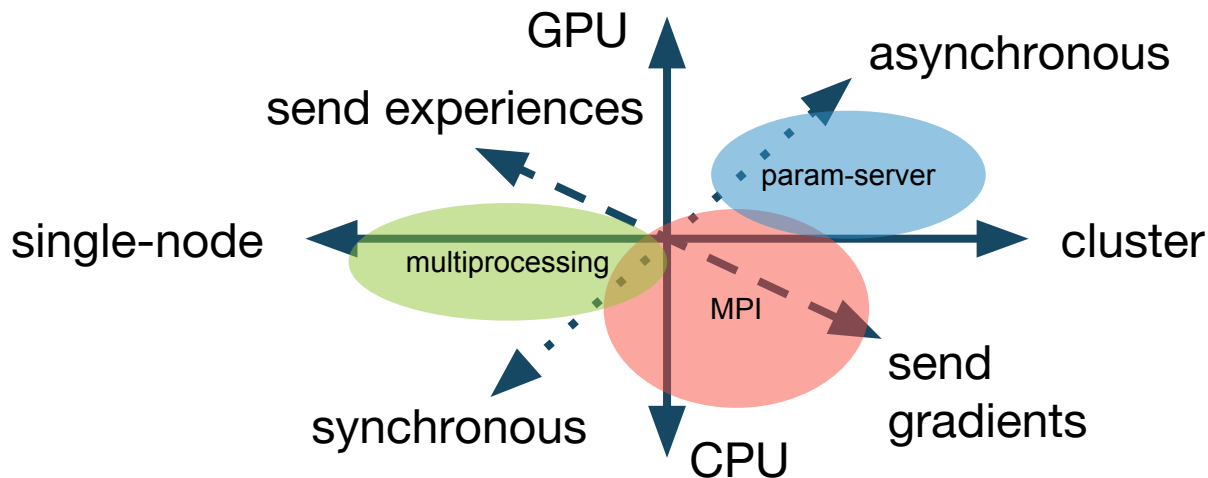 GPU
asynchronous
send experiences
param-server
single-node
multiprocessing
cluster
MPI
send
gradients
synchronous
CPU